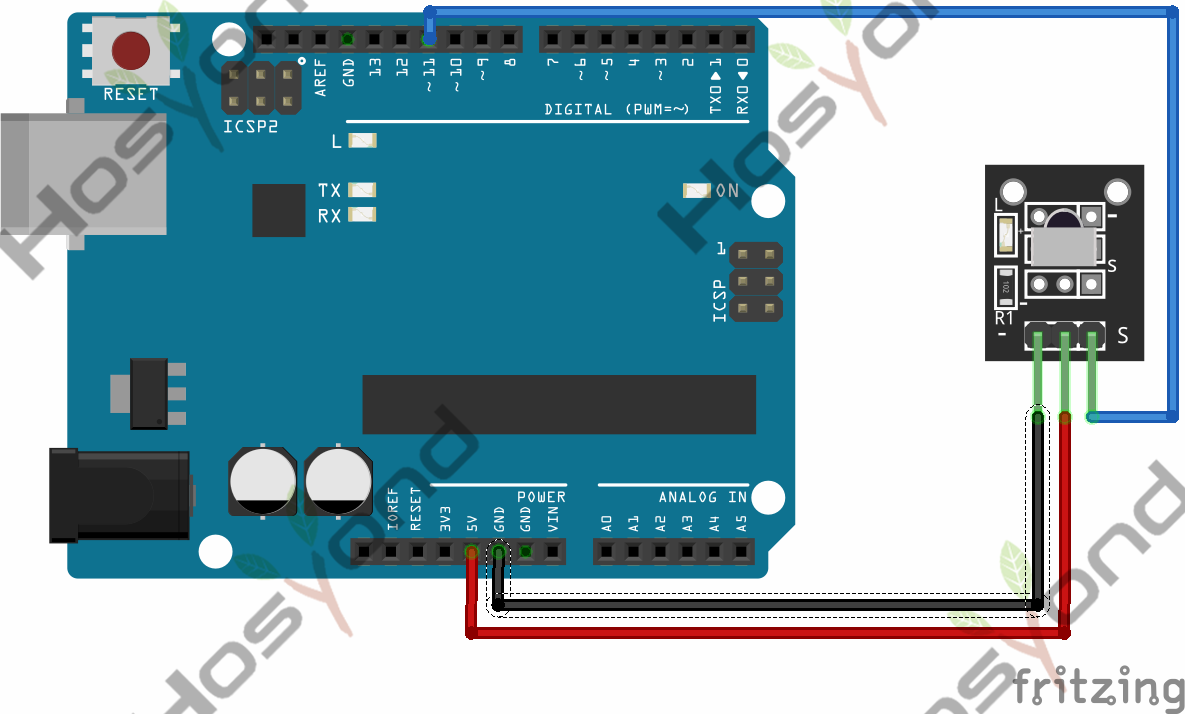 RESET
ICSP2
AREF
GND
13
12
~11
~10
~9
8
7
~6
~5
4
~3
2
TX0▶1
RX0◀0
DIGITAL (PWM=~)
L
TX
RX
ON
1
ICSP
L
-
+
S
102
-
R1
-
S
POWER
ANALOG IN
IOREF
RESET
3V3
5V
GND
GND
VIN
A0
A1
A2
A3
A4
A5
HosYond
HosYond
HosYond
HosYond
fritzing